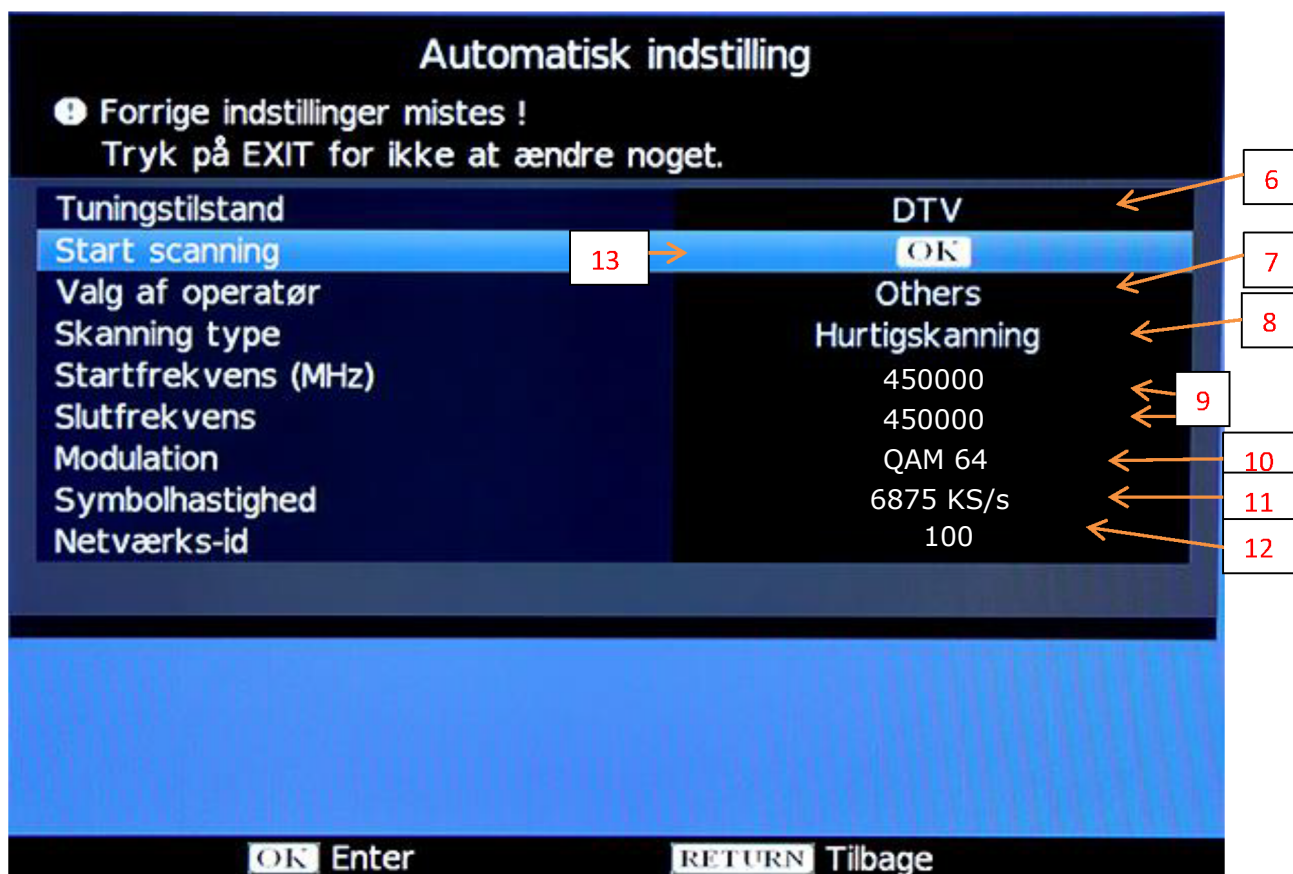 Automatisk indstilling
! Forrige indstillinger mistes !
Tryk på EXIT for ikke at ændre noget.
Tuningstilstand DTV 6
Start scanning 13 OK
Valg af operatør Others 7
Skanning type Hurtigskanning 8
Startfrekvens (MHz) 450000
9
Slutfrekvens 450000
Modulation QAM 64 10
Symbolhastighed 6875 KS/s 11
Netværks-id 100 12
OK Enter RETURN Tilbage